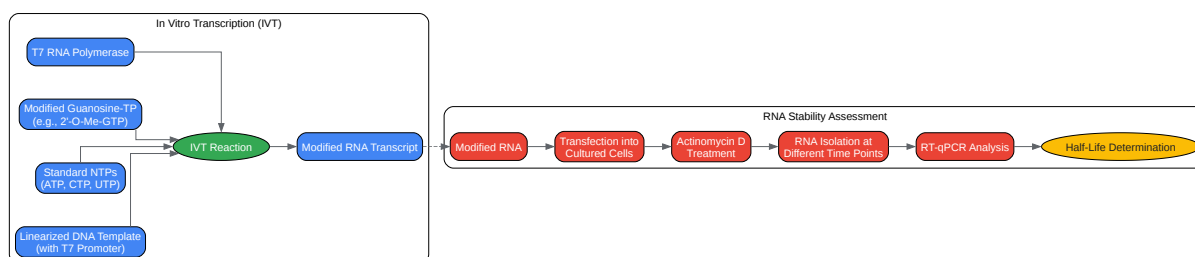 In Vitro Transcription (IVT)
T7 RNA Polymerase
Modified Guanosine-TP
(e.g., 2'-O-Me-GTP)
IVT Reaction
Modified RNA Transcript
Standard NTPs
(ATP, CTP, UTP)
Linearized DNA Template
(with T7 Promoter)
RNA Stability Assessment
Modified RNA
Transfection into
Cultured Cells
Actinomycin D
Treatment
RNA Isolation at
Different Time Points
RT-qPCR Analysis
Half-Life Determination